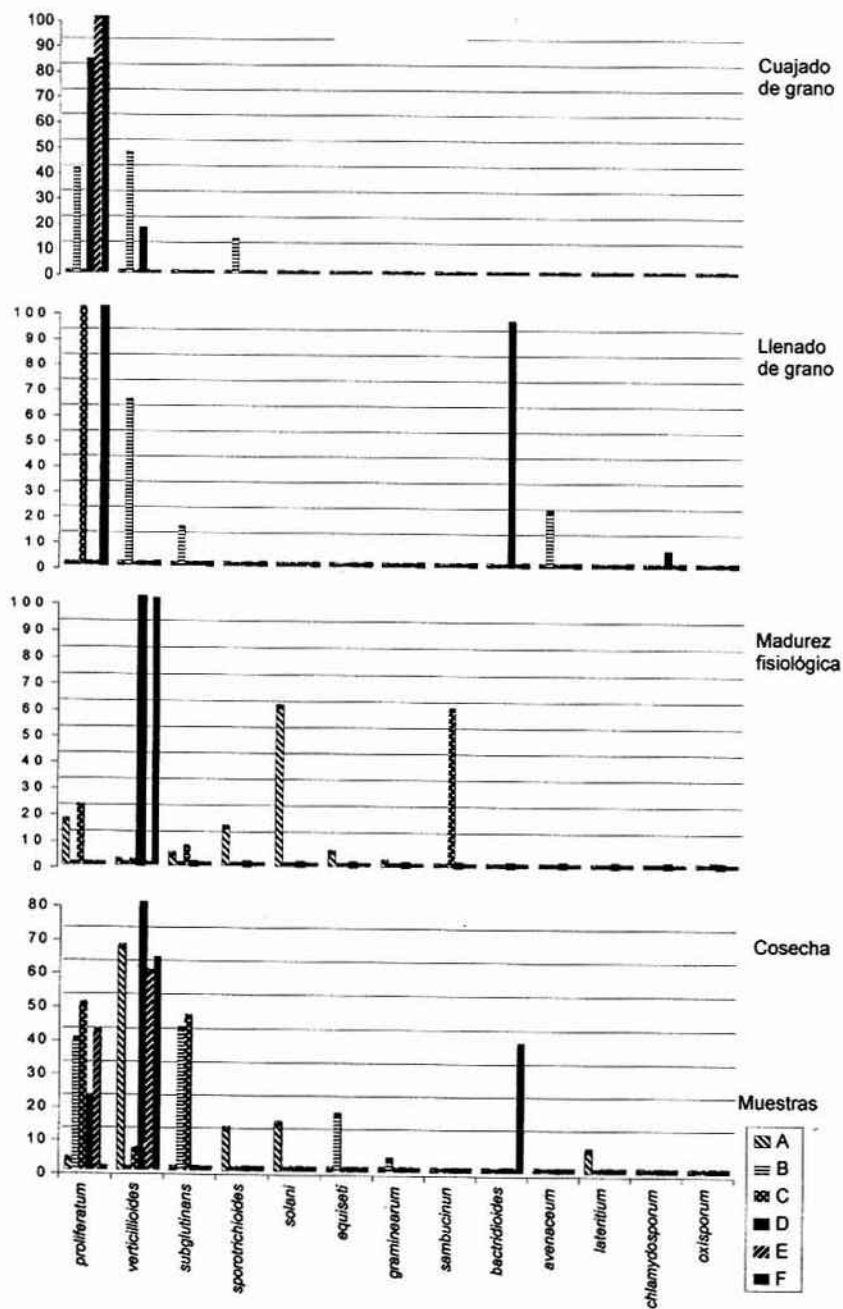 100
90
80
70
60
50
40
30
20
10
0
Cuajado
de grano
100
90
80
70
60
50
40
30
20
10
0
Llenado
de grano
100
90
80
70
60
50
40
30
20
10
0
Madurez
fisiológica
80
70
60
50
40
30
20
10
0
Cosecha
Muestras
A
B
C
D
E
F
proliferatum
verticillioides
subglutinans
sporotrichioides
solani
equiseti
graminearum
sambucinun
bactridioides
avenaceum
lateritium
chlamydosporum
oxisporum